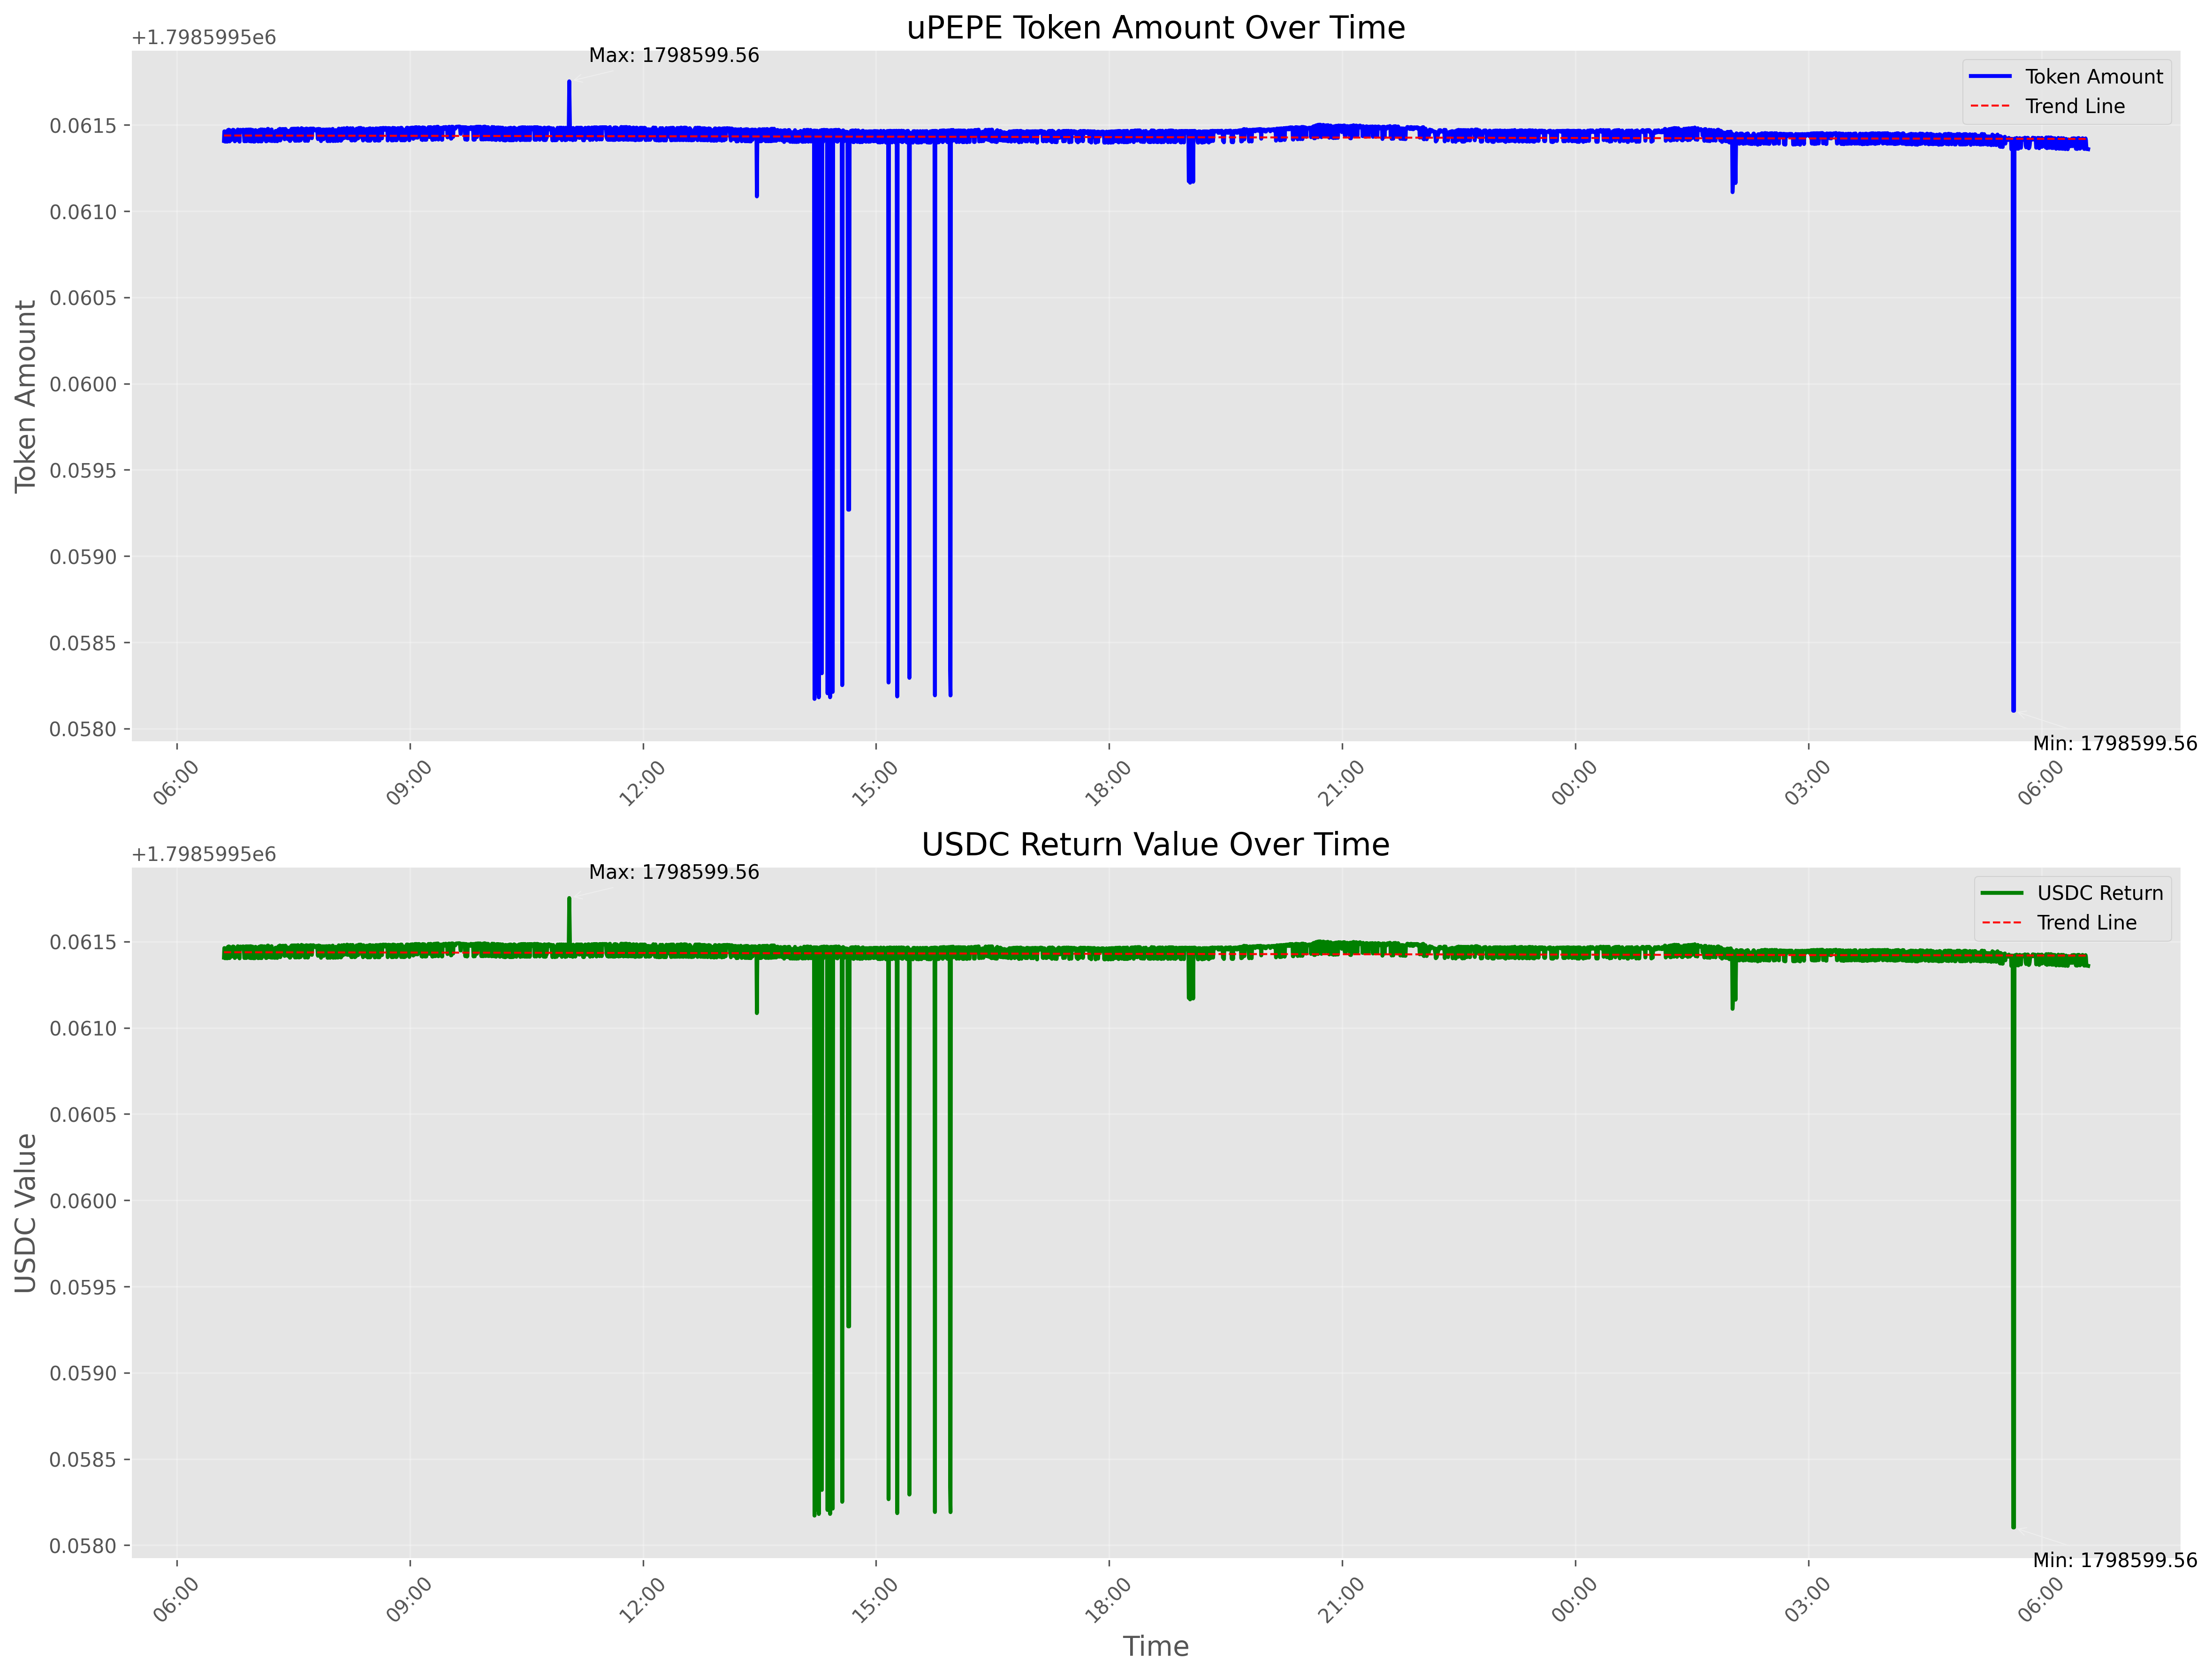 uPEPE Token Amount Over Time
+1.7985995e6
Max: 1798599.56
Token Amount
Trend Line
0.0615
0.0610
0.0605
0.0600
0.0595
0.0590
0.0585
0.0580
Token Amount
Min: 1798599.56
06:00 09:00 12:00 15:00 18:00 21:00 00:00 03:00 06:00
USDC Return Value Over Time
+1.7985995e6
Max: 1798599.56
USDC Return
Trend Line
0.0615
0.0610
0.0605
0.0600
0.0595
0.0590
0.0585
0.0580
USDC Value
Min: 1798599.56
06:00 09:00 12:00 15:00 18:00 21:00 00:00 03:00 06:00
Time